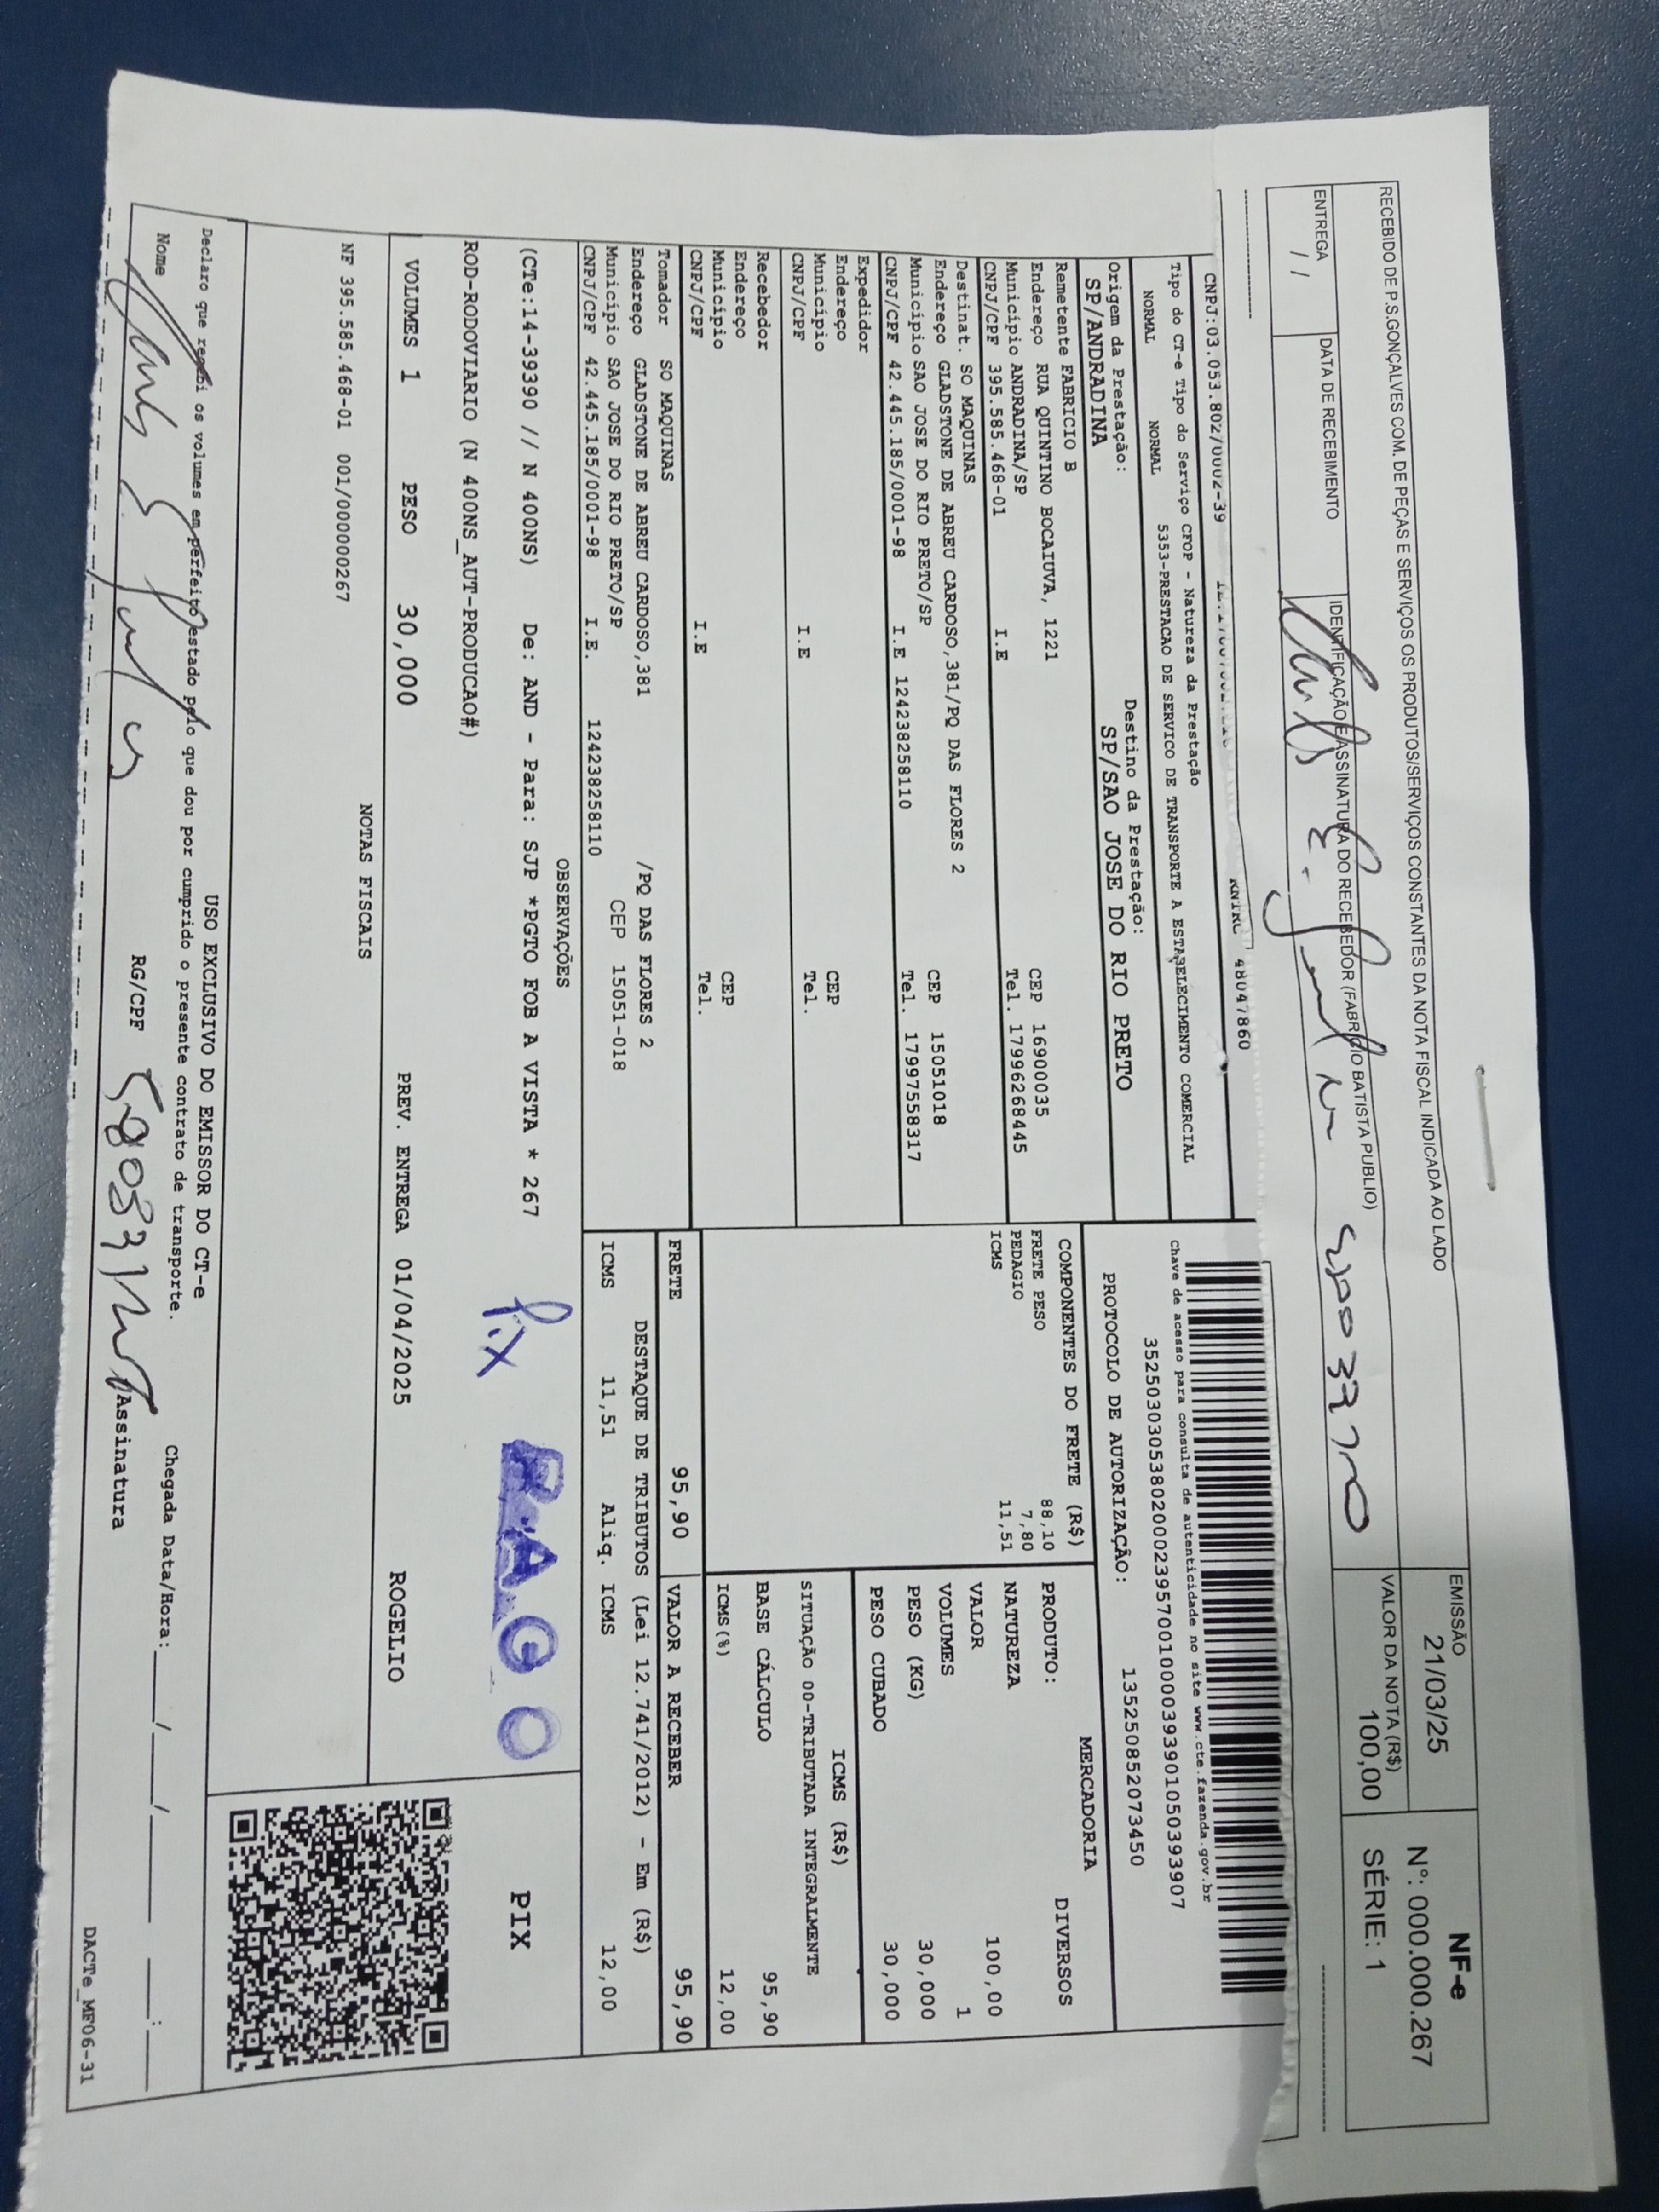 RECEBIDO DE P.S.GONÇALVES COM. DE PEÇAS E SERVIÇOS OS PRODUTOS/SERVIÇOS CONSTANTES DA NOTA FISCAL INDICADA AO LADO
EMISSÃO
21/03/25
VALOR DA NOTA (R$)
100,00
NF-e
Nº: 000.000.267
SÉRIE: 1
ENTREGA
/ /
DATA DE RECEBIMENTO
IDENTIFICAÇÃO E ASSINATURA DO RECEBEDOR (FABRICIO BATISTA PUBLIO)
CNPJ:03.053.802/0002-39
RNTRC 48047860
Tipo do CT-e Tipo do Serviço CFOP - Natureza da Prestação
NORMAL NORMAL 5353-PRESTACAO DE SERVICO DE TRANSPORTE A ESTABELECIMENTO COMERCIAL
Chave de acesso para consulta de autenticidade no site www.cte.fazenda.gov.br
35250303053802000239570010000393901050393907
Origem da Prestação: Destino da Prestação:
SP/ANDRADINA SP/SAO JOSE DO RIO PRETO
PROTOCOLO DE AUTORIZAÇÃO: 135250852073450
Remetente FABRICIO B
Endereço RUA QUINTINO BOCAIUVA, 1221 CEP 16900035
Município ANDRADINA/SP Tel. 17996268445
CNPJ/CPF 395.585.468-01 I.E
Destinat. SO MAQUINAS
Endereço GLADSTONE DE ABREU CARDOSO,381/PQ DAS FLORES 2 CEP 15051018
Município SAO JOSE DO RIO PRETO/SP Tel. 17997558317
CNPJ/CPF 42.445.185/0001-98 I.E 124238258110
Expedidor
Endereço CEP
Município Tel.
CNPJ/CPF I.E
Recebedor
Endereço CEP
Município Tel.
CNPJ/CPF I.E
COMPONENTES DO FRETE (R$)
FRETE PESO 88,10
PEDAGIO 7,80
ICMS 11,51
MERCADORIA
PRODUTO: DIVERSOS
NATUREZA
VALOR 100,00
VOLUMES 1
PESO (KG) 30,000
PESO CUBADO 30,000
ICMS (R$)
SITUAÇÃO 00-TRIBUTADA INTEGRALMENTE
BASE CÁLCULO 95,90
ICMS(%) 12,00
Tomador SO MAQUINAS
Endereço GLADSTONE DE ABREU CARDOSO,381 /PQ DAS FLORES 2
Município SAO JOSE DO RIO PRETO/SP CEP 15051-018
CNPJ/CPF 42.445.185/0001-98 I.E. 124238258110
FRETE 95,90 VALOR A RECEBER 95,90
DESTAQUE DE TRIBUTOS (Lei 12.741/2012) - Em (R$)
ICMS 11,51 Aliq. ICMS 12,00
OBSERVAÇÕES
(CTe:14-39390 // N 400NS) De: AND - Para: SJP *PGTO FOB A VISTA * 267
ROD-RODOVIARIO (N 400NS_AUT-PRODUCAO#)
Pix
PAGO
PIX
VOLUMES 1 PESO 30,000 PREV. ENTREGA 01/04/2025 ROGELIO
NOTAS FISCAIS
NF 395.585.468-01 001/000000267
USO EXCLUSIVO DO EMISSOR DO CT-e
Declaro que recebi os volumes em perfeito estado pelo que dou por cumprido o presente contrato de transporte. Chegada Data/Hora: __/__/____ __:__
Nome RG/CPF Assinatura
DACTe_MF06-31